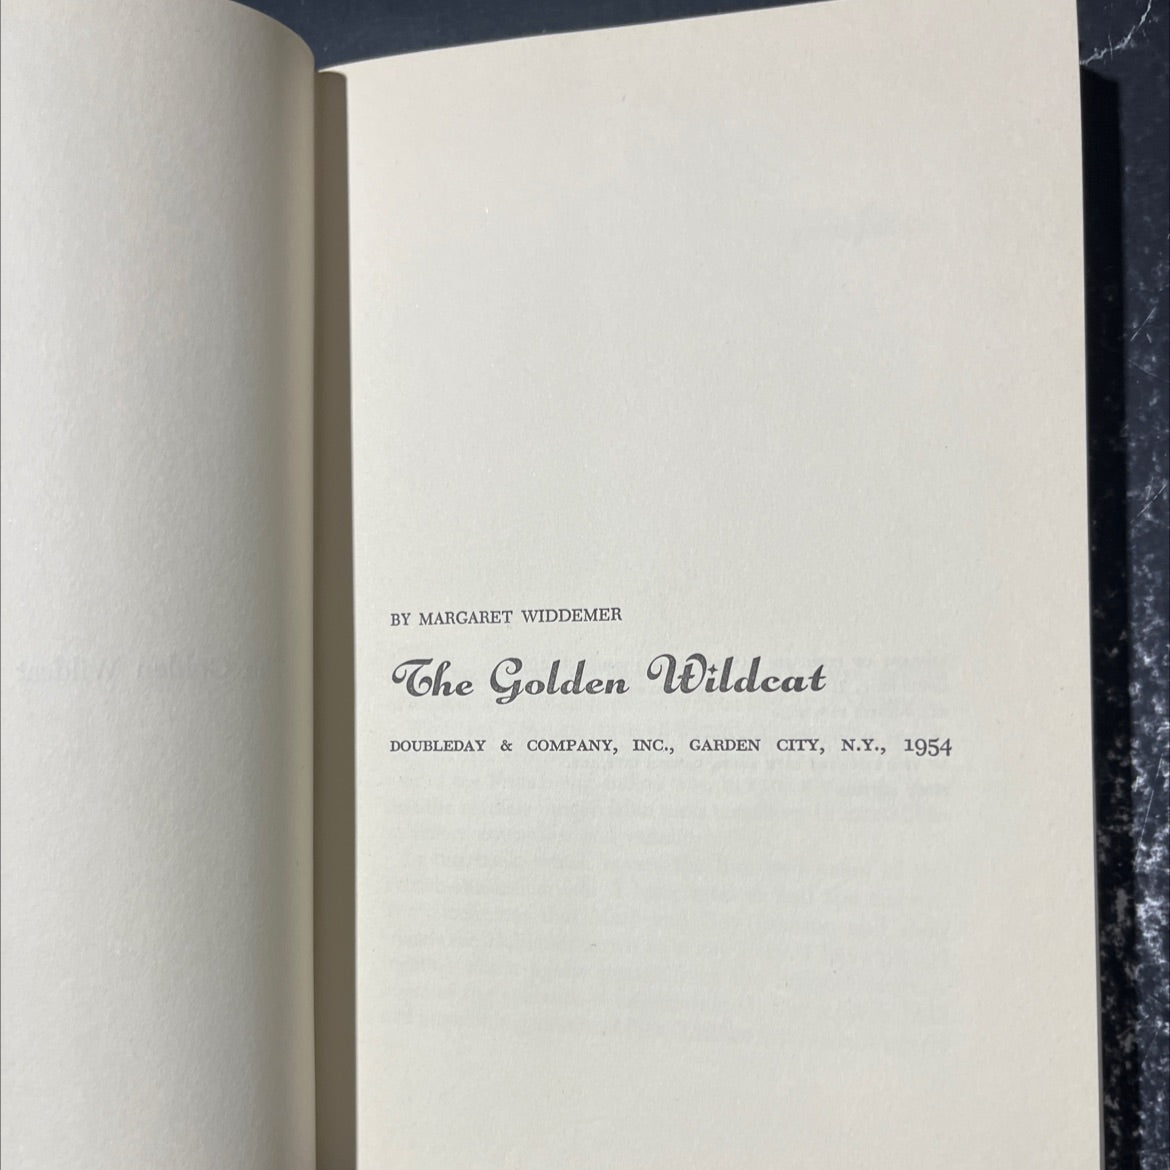 BY MARGARET WIDDEMER
The Golden Wildcat
DOUBLEDAY & COMPANY, INC., GARDEN CITY, N.Y., 1954